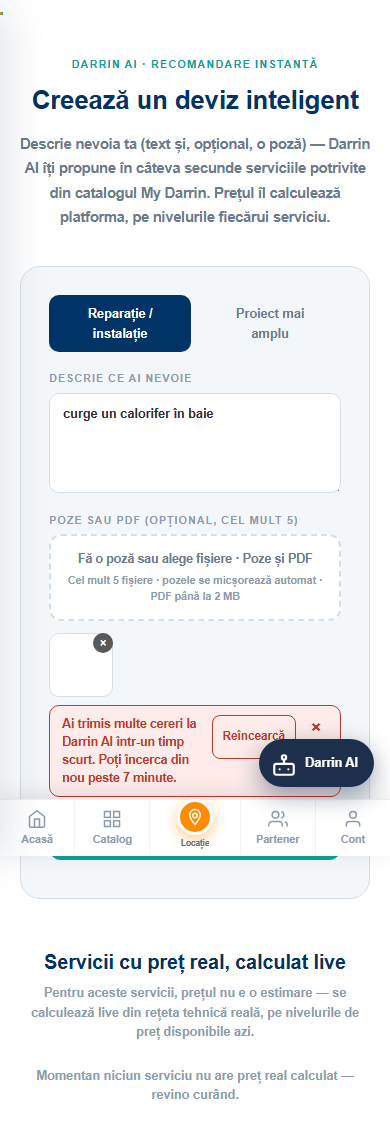 DARRIN AI · RECOMANDARE INSTANTĂ
Creează un deviz inteligent
Descrie nevoia ta (text și, opțional, o poză) — Darrin
AI îți propune în câteva secunde serviciile potrivite
din catalogul My Darrin. Prețul îl calculează
platforma, pe nivelurile fiecărui serviciu.
Reparație /
instalație
Proiect mai
amplu
DESCRIE CE AI NEVOIE
curge un calorifer în baie
POZE SAU PDF (OPȚIONAL, CEL MULT 5)
Fă o poză sau alege fișiere · Poze și PDF
Cel mult 5 fișiere · pozele se micșorează automat ·
PDF până la 2 MB
×
Ai trimis multe cereri la
Darrin AI într-un timp
scurt. Poți încerca din
nou peste 7 minute.
Reîncearcă
×
Darrin AI
Acasă
Catalog
Locație
Partener
Cont
Servicii cu preț real, calculat live
Pentru aceste servicii, prețul nu e o estimare — se
calculează live din rețeta tehnică reală, pe nivelurile de
preț disponibile azi.
Momentan niciun serviciu nu are preț real calculat —
revino curând.